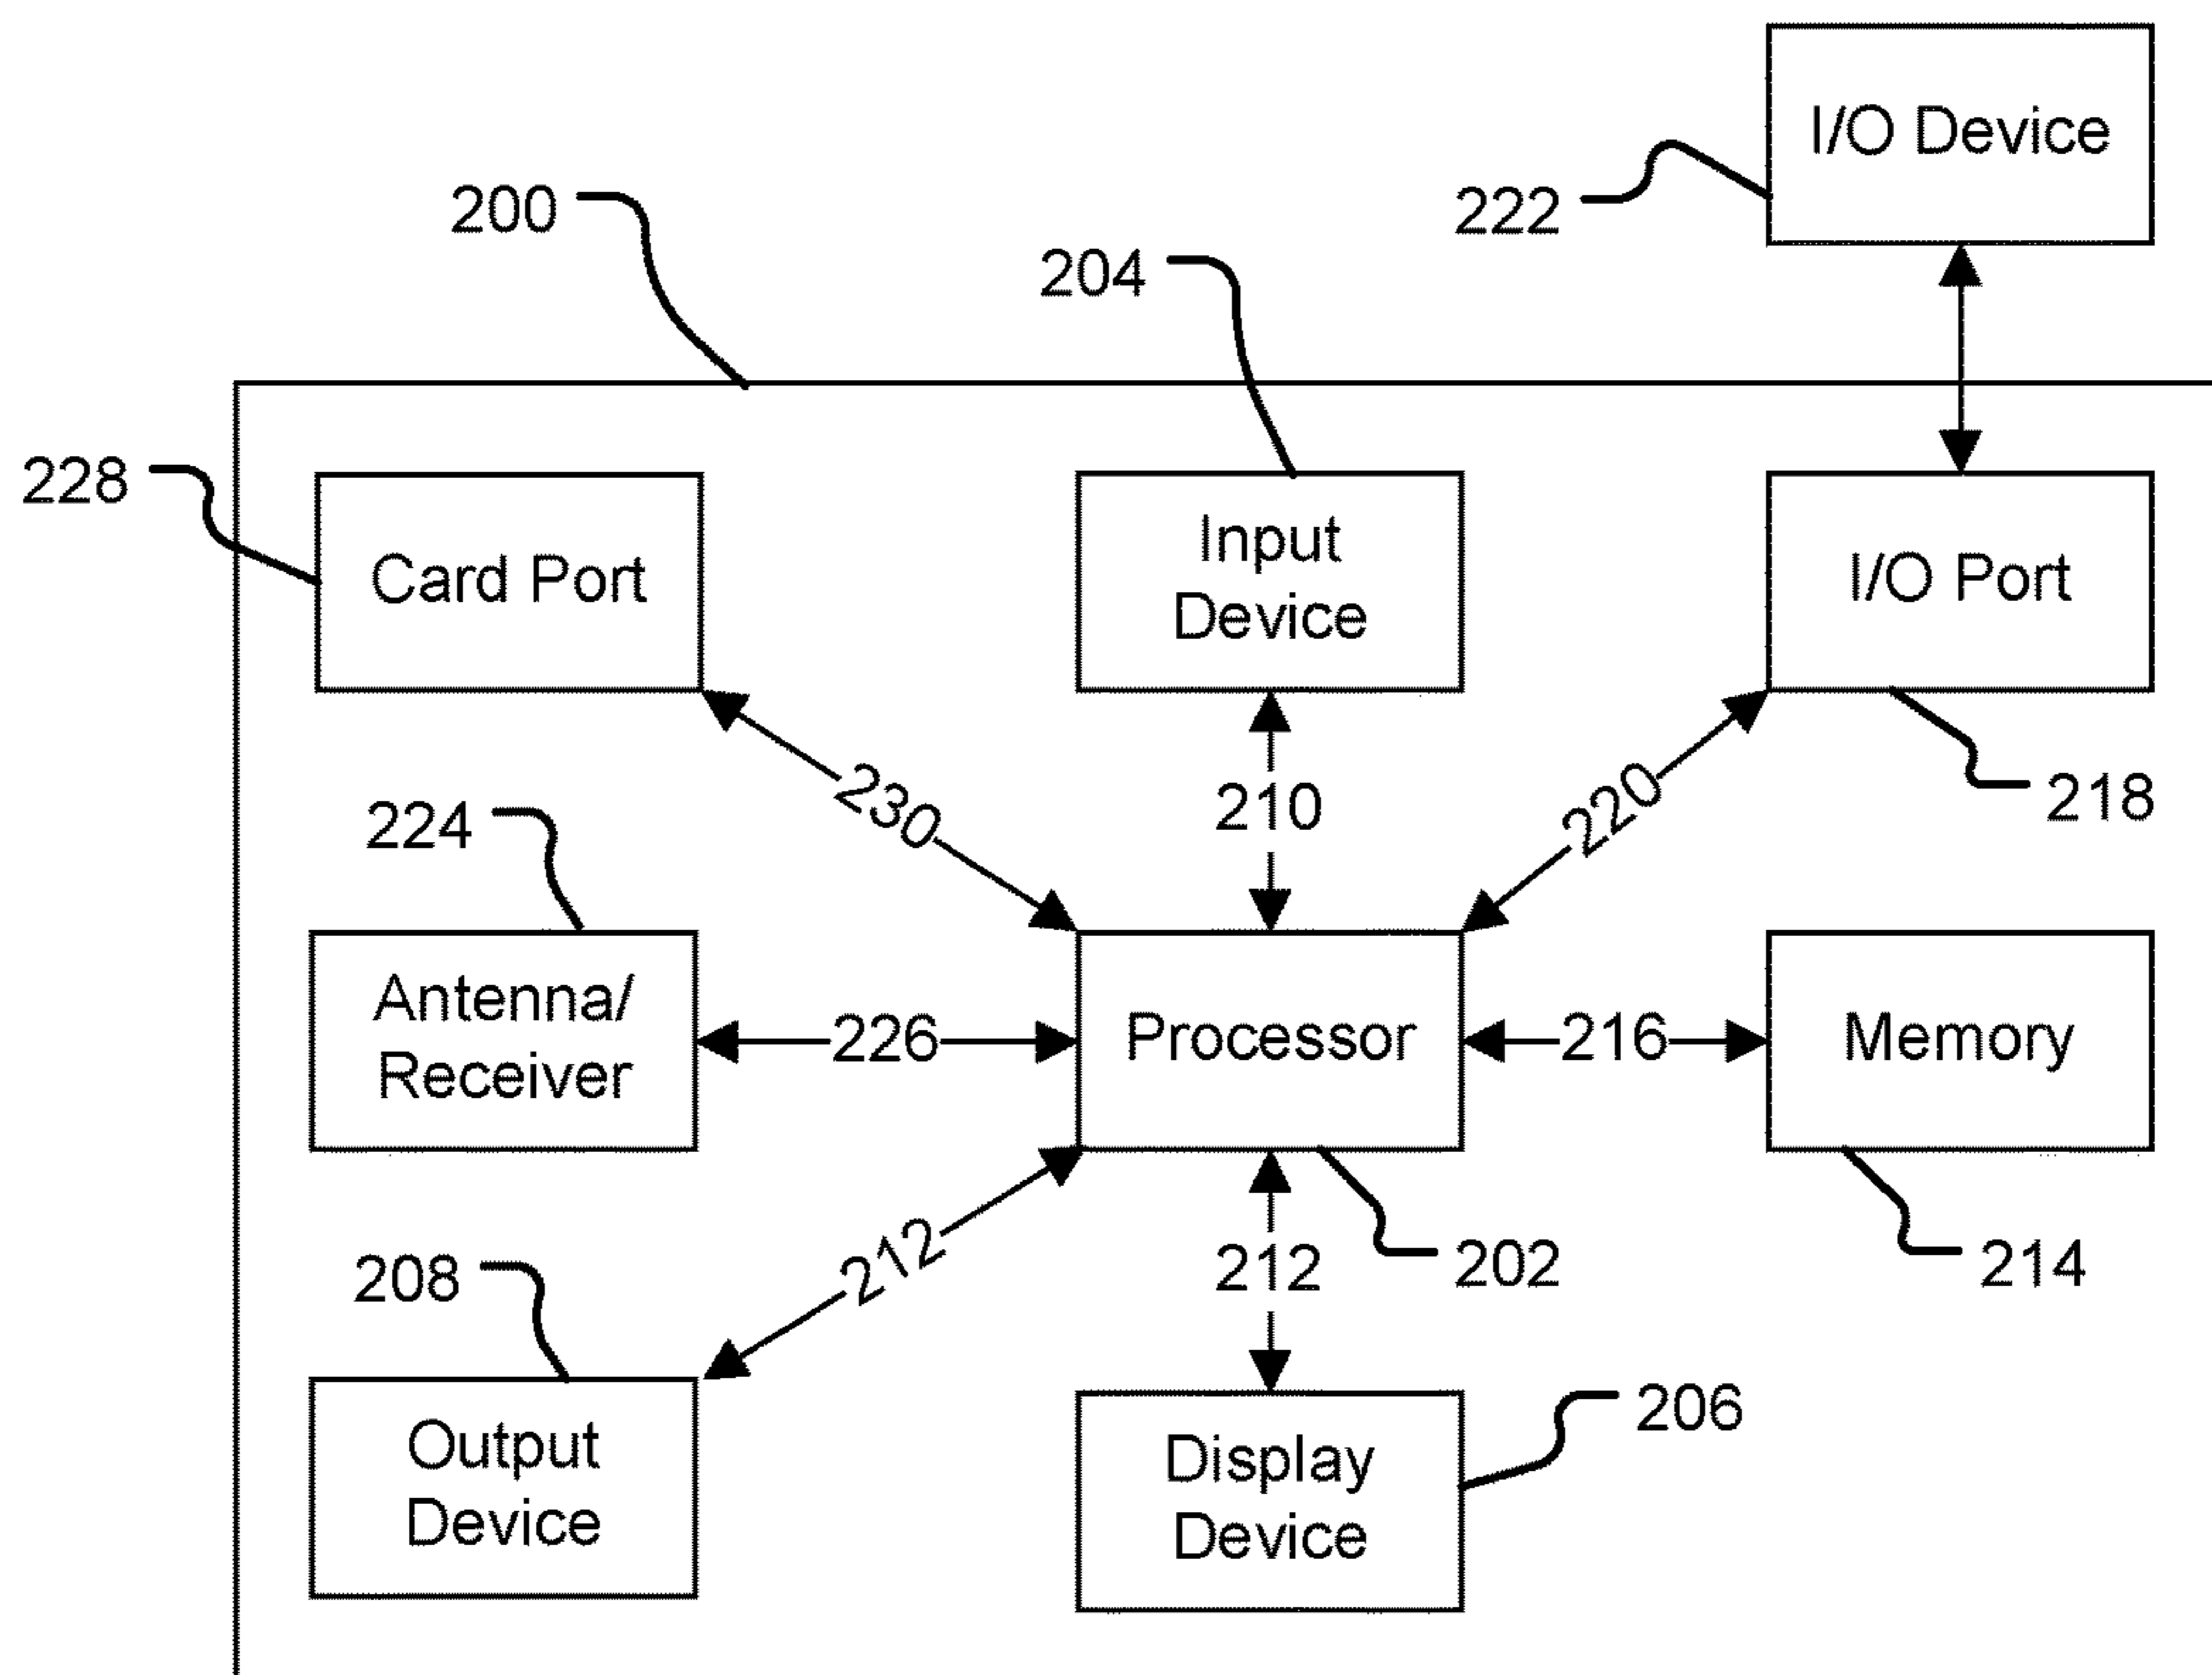 I/O Device
222
200
204
228
Card Port
Input
Device
I/O Port
218
230
210
220
224
Antenna/
Receiver
226
Processor
216
Memory
212
212
202
214
208
Output
Device
Display
Device
206